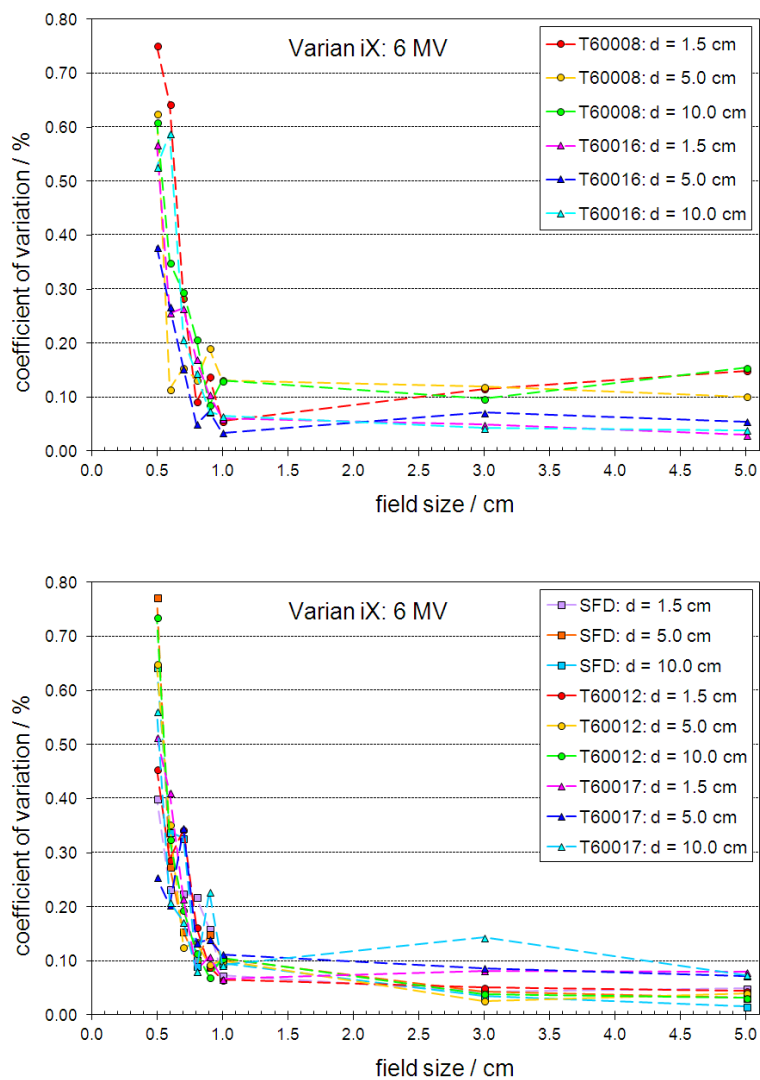 Varian iX: 6 MV
T60008: d = 1.5 cm
T60008: d = 5.0 cm
T60008: d = 10.0 cm
T60016: d = 1.5 cm
T60016: d = 5.0 cm
T60016: d = 10.0 cm
coefficient of variation / %
0.80
0.70
0.60
0.50
0.40
0.30
0.20
0.10
0.00
0.0 0.5 1.0 1.5 2.0 2.5 3.0 3.5 4.0 4.5 5.0
field size / cm
Varian iX: 6 MV
SFD: d = 1.5 cm
SFD: d = 5.0 cm
SFD: d = 10.0 cm
T60012: d = 1.5 cm
T60012: d = 5.0 cm
T60012: d = 10.0 cm
T60017: d = 1.5 cm
T60017: d = 5.0 cm
T60017: d = 10.0 cm
coefficient of variation / %
0.80
0.70
0.60
0.50
0.40
0.30
0.20
0.10
0.00
0.0 0.5 1.0 1.5 2.0 2.5 3.0 3.5 4.0 4.5 5.0
field size / cm